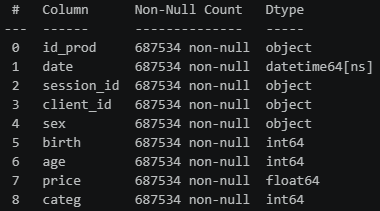 #   Column      Non-Null Count   Dtype
---  ------      --------------   -----
0   id_prod     687534 non-null  object
1   date        687534 non-null  datetime64[ns]
2   session_id  687534 non-null  object
3   client_id   687534 non-null  object
4   sex         687534 non-null  object
5   birth       687534 non-null  int64
6   age         687534 non-null  int64
7   price       687534 non-null  float64
8   categ       687534 non-null  int64